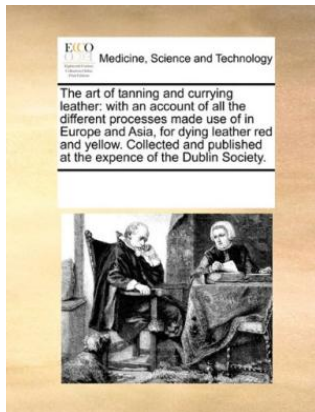 ECCO
Medicine, Science and Technology
The art of tanning and currying
leather: with an account of all the
different processes made use of in
Europe and Asia, for dying leather red
and yellow. Collected and published
at the expence of the Dublin Society.